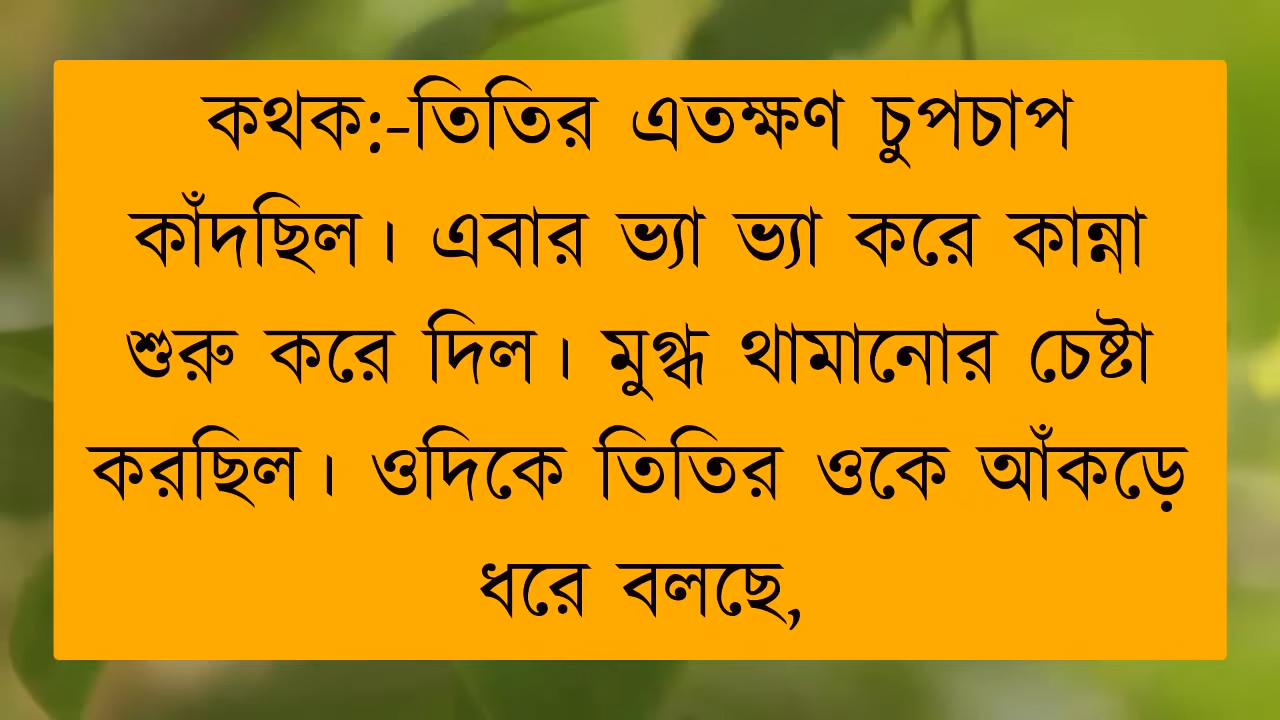 কথক:-তিতির এতক্ষণ চুপচাপ
কাঁদছিল। এবার ভ্যা ভ্যা করে কান্না
শুরু করে দিল। মুগ্ধ থামানোর চেষ্টা
করছিল। ওদিকে তিতির ওকে আঁকড়ে
ধরে বলছে,